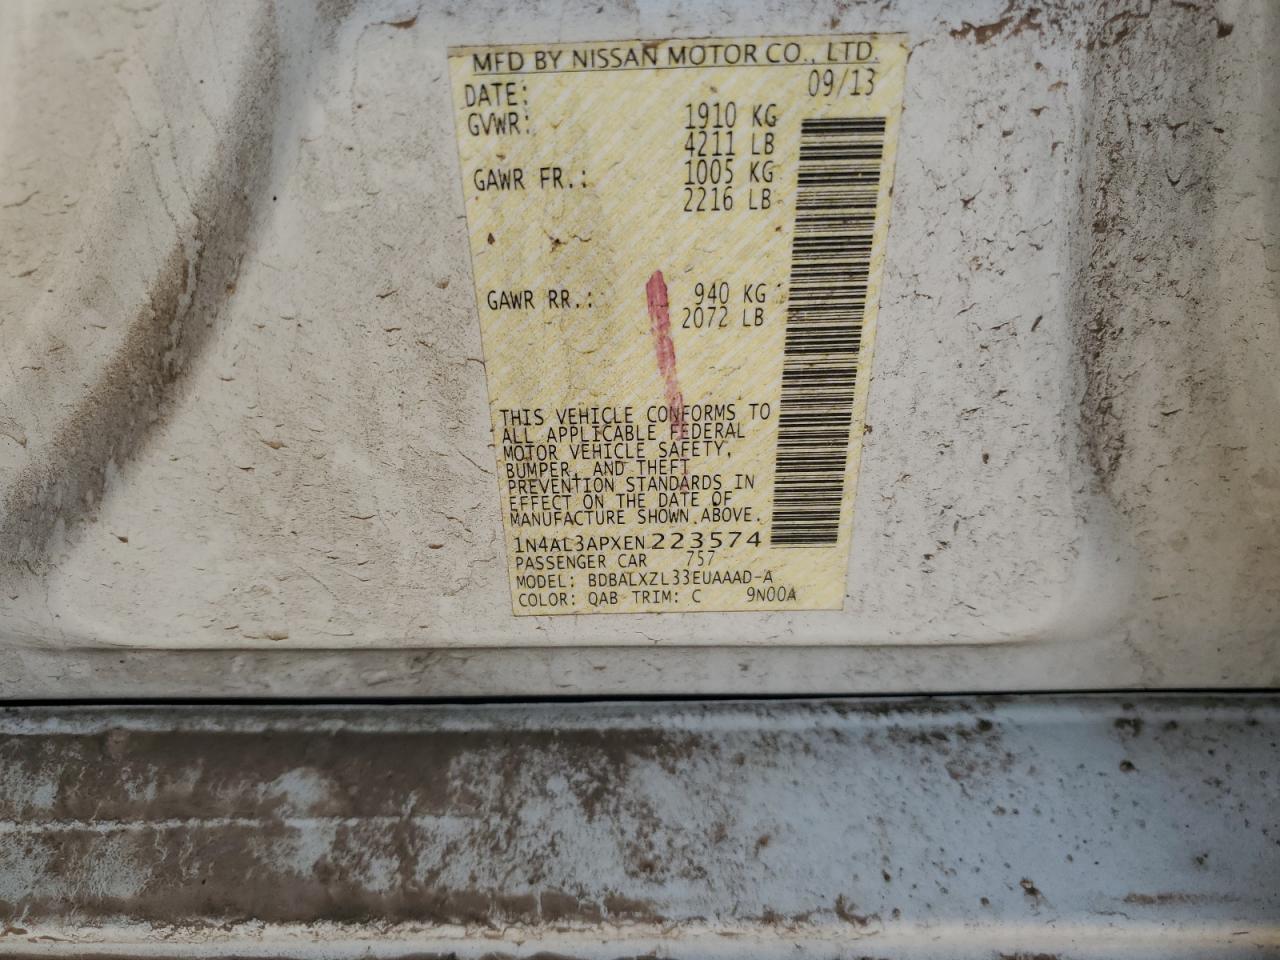 MFD BY NISSAN MOTOR CO., LTD.
DATE: 09/13
GVWR: 1910 KG
4211 LB
GAWR FR.: 1005 KG
2216 LB
GAWR RR.: 940 KG
2072 LB
THIS VEHICLE CONFORMS TO
ALL APPLICABLE FEDERAL
MOTOR VEHICLE SAFETY,
BUMPER, AND THEFT
PREVENTION STANDARDS IN
EFFECT ON THE DATE OF
MANUFACTURE SHOWN ABOVE.
1N4AL3APXEN223574
PASSENGER CAR 757
MODEL: BDBALXZL33EUAAAD-A
COLOR: QAB TRIM: C 9N00A